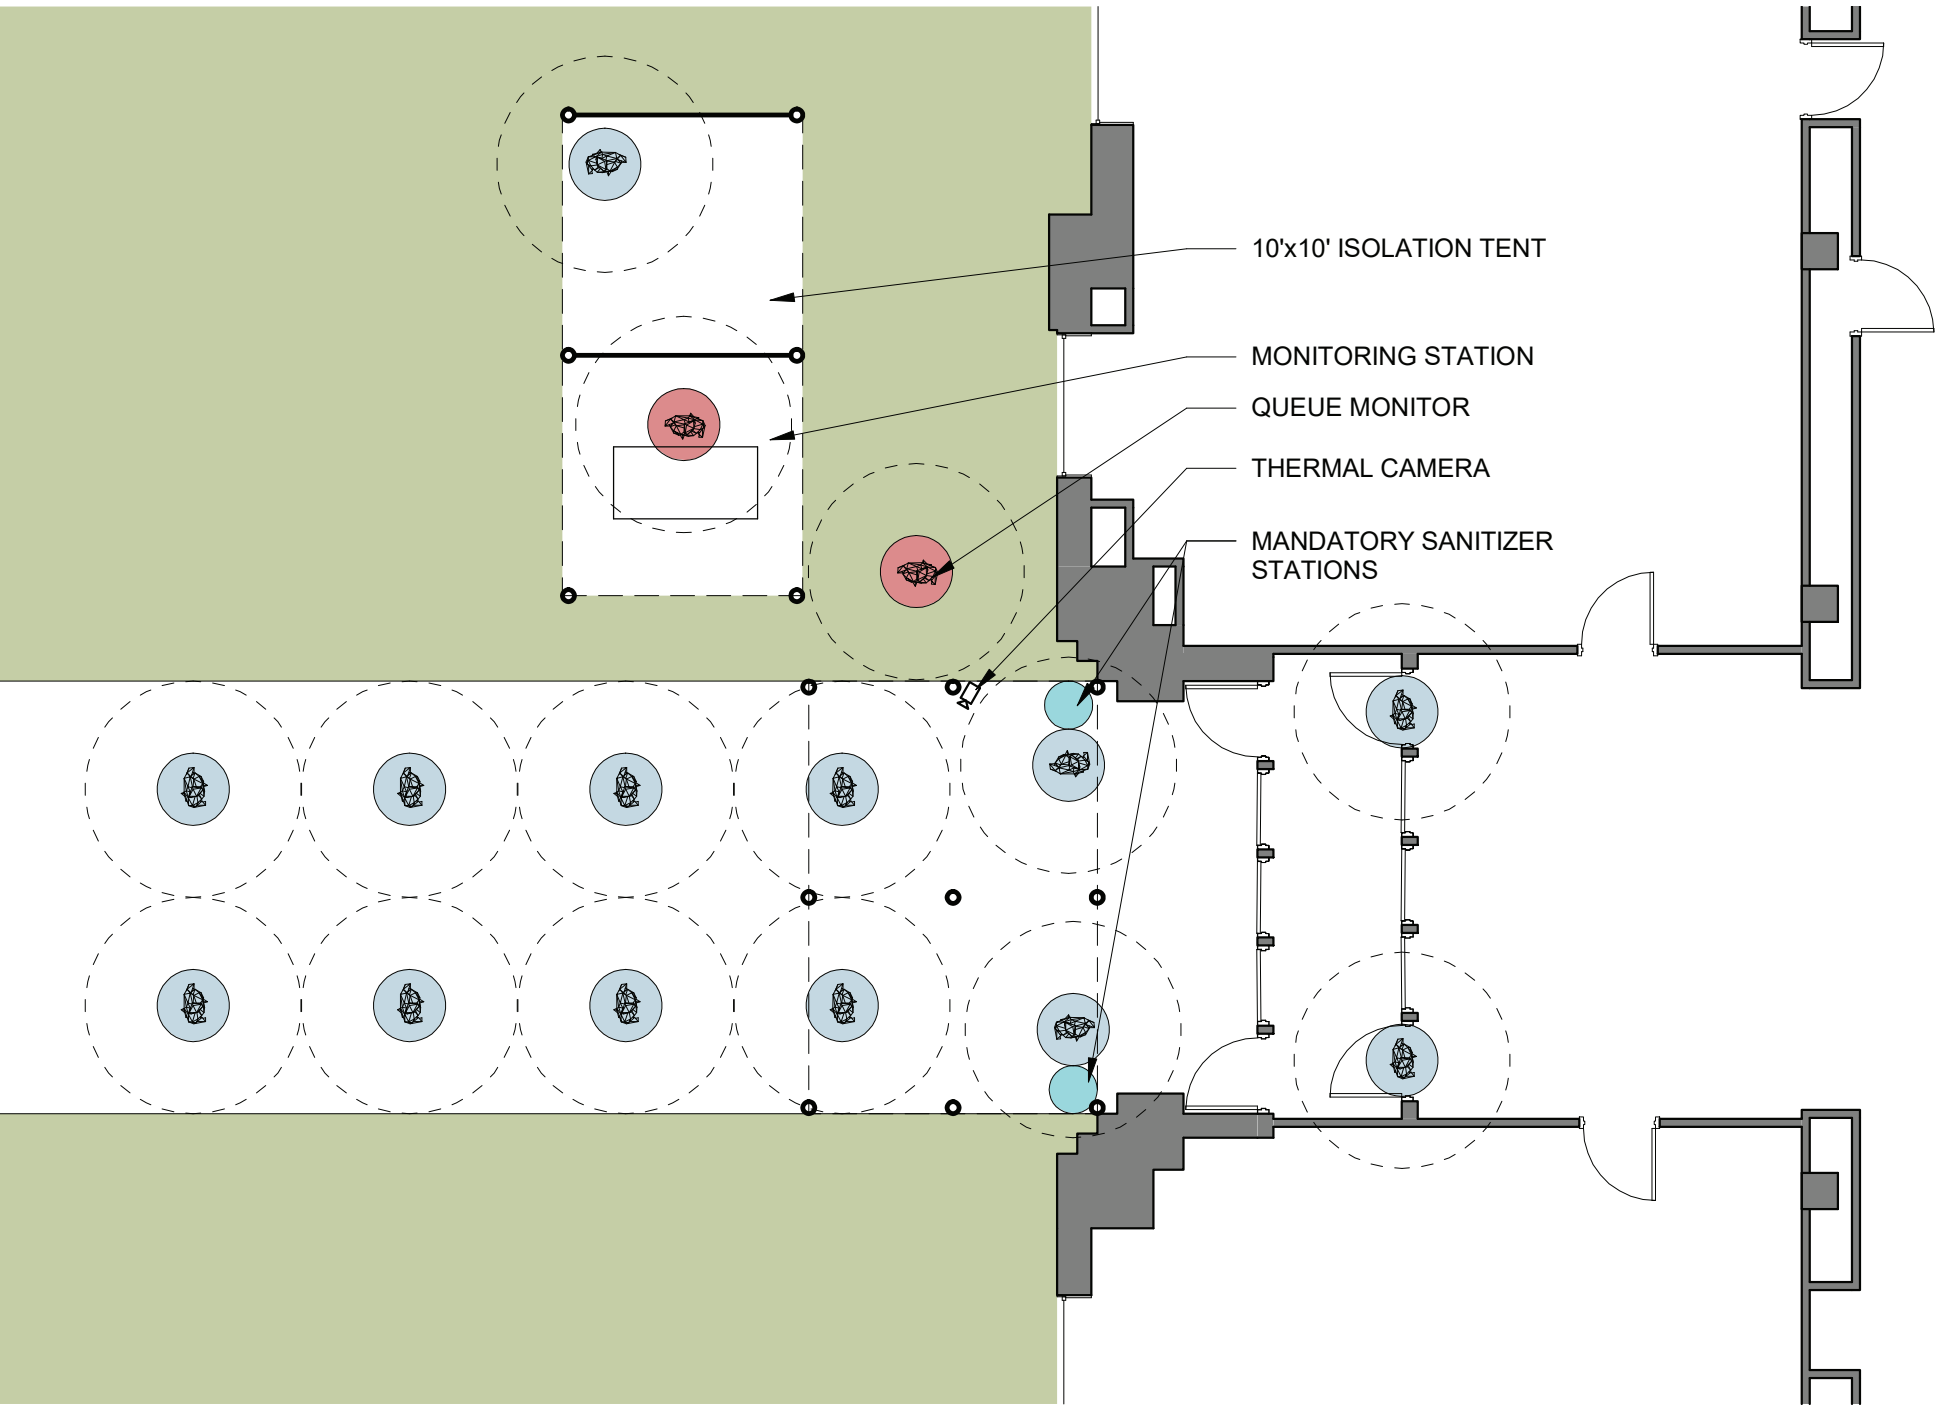 10'x10' ISOLATION TENT
MONITORING STATION
QUEUE MONITOR
THERMAL CAMERA
MANDATORY SANITIZER
STATIONS